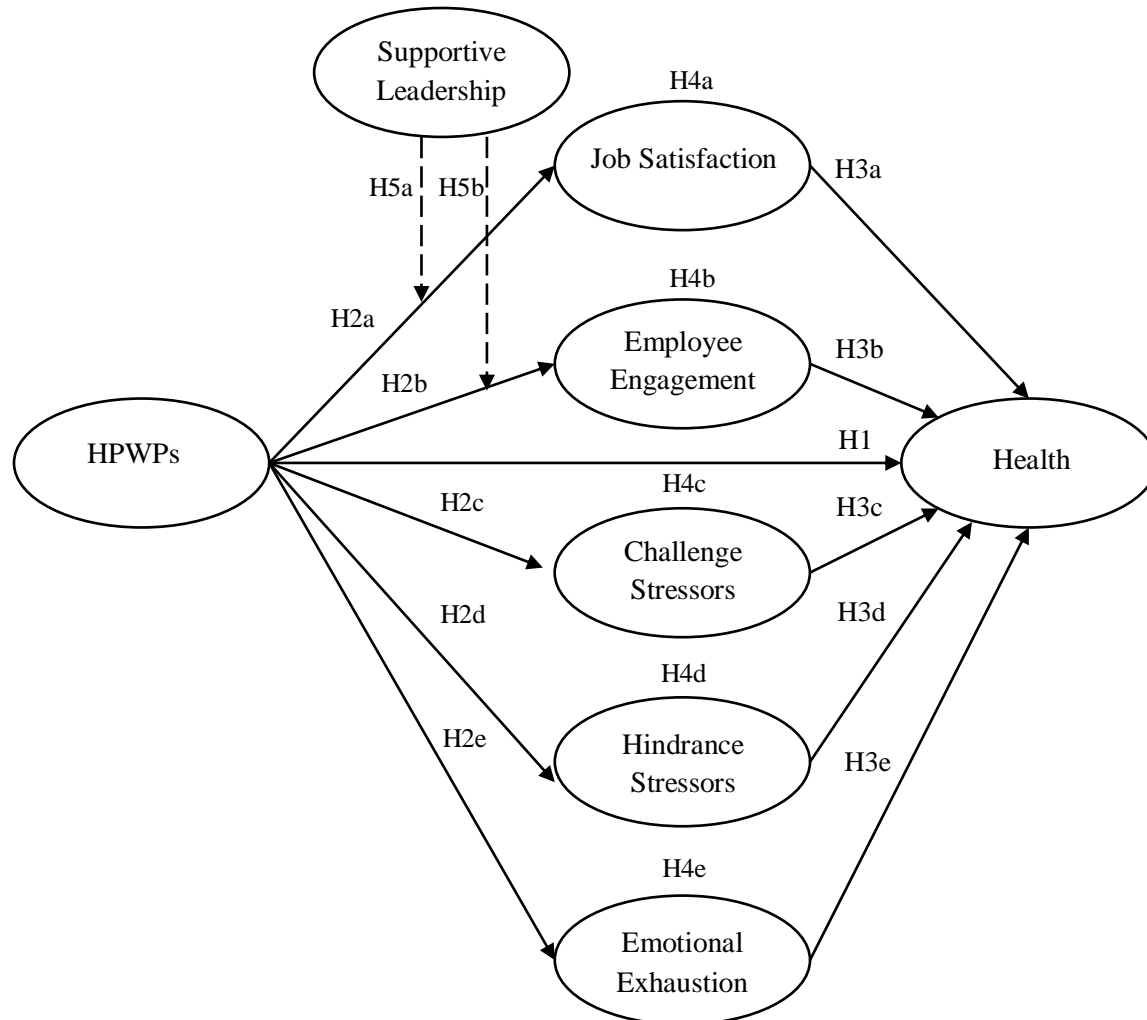 Supportive
Leadership
H4a
Job Satisfaction
H3a
H5a
H5b
H4b
H2a
Employee
Engagement
H3b
H2b
HPWPs
H1
Health
H4c
H2c
H3c
Challenge
Stressors
H2d
H3d
H4d
H2e
Hindrance
Stressors
H3e
H4e
Emotional
Exhaustion